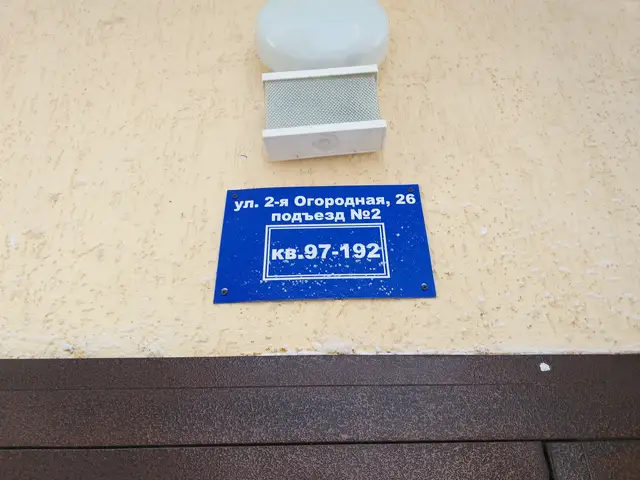 ул. 2-я Огородная, 26
подъезд №2
кв.97-192